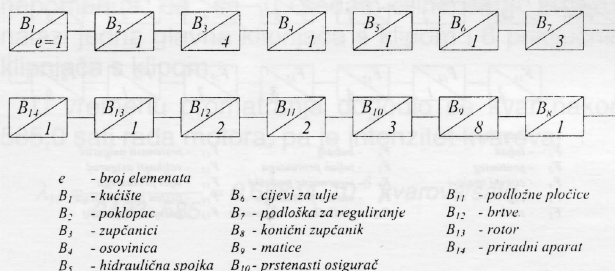 B1 B2 B3 B4 B5 B6 B7
e=1 1 4 1 1 1 3
B14 B13 B12 B11 B10 B9 B8
1 1 2 2 3 8 1
e - broj elemenata
B1 - kućište B6 - cijevi za ulje B11 - podložne pločice
B2 - poklopac B7 - podloška za reguliranje B12 - brtve
B3 - zupčanici B8 - konični zupčanik B13 - rotor
B4 - osovinica B9 - matice B14 - priradni aparat
B5 - hidraulična spojka B10 - prstenasti osigurač